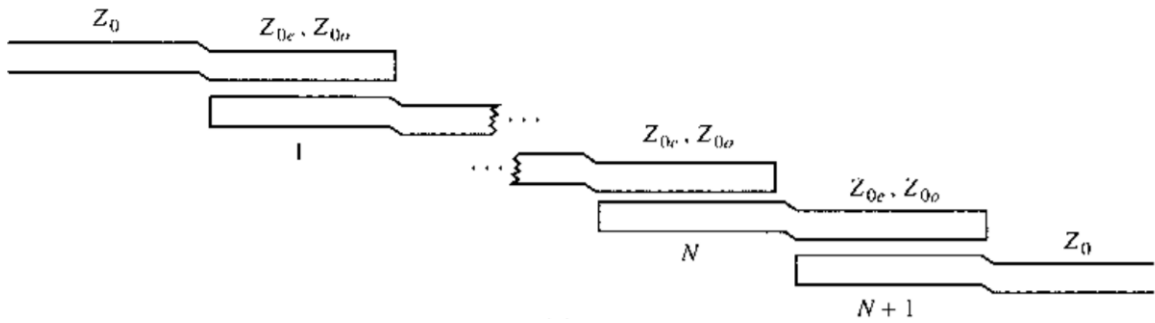 Z₀
Z₀ₑ, Z₀ₒ
1
. . .
. . .
Z₀ₑ, Z₀ₒ
N
Z₀ₑ, Z₀ₒ
N + 1
Z₀